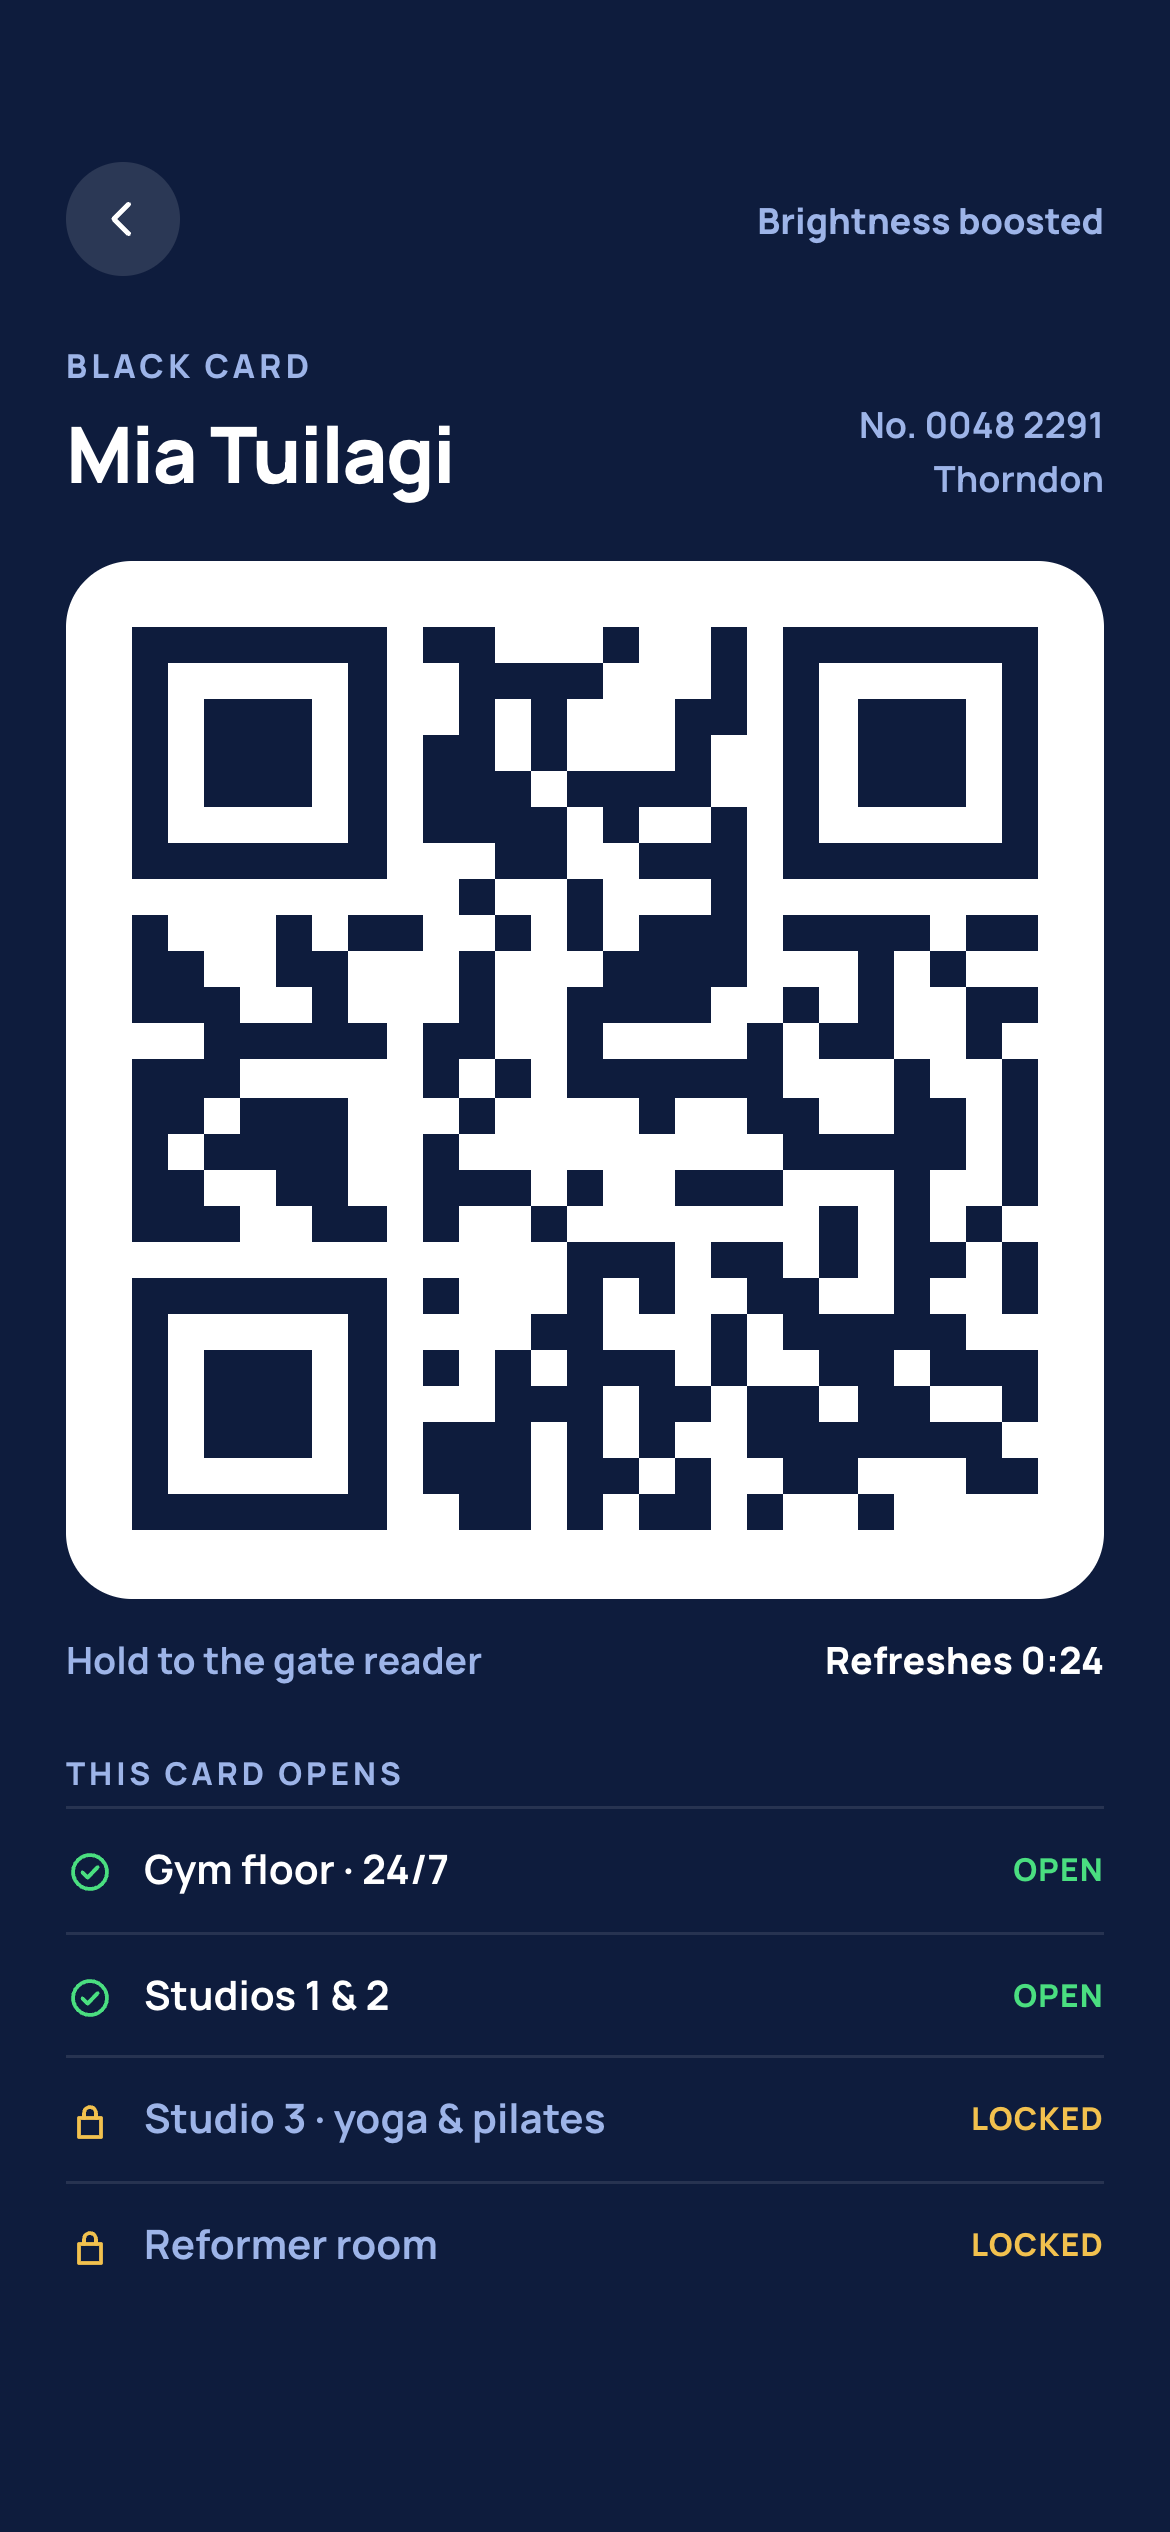 Brightness boosted
BLACK CARD
Mia Tuilagi
No. 0048 2291
Thorndon
Hold to the gate reader
Refreshes 0:24
THIS CARD OPENS
Gym floor · 24/7
OPEN
Studios 1 & 2
OPEN
Studio 3 · yoga & pilates
LOCKED
Reformer room
LOCKED